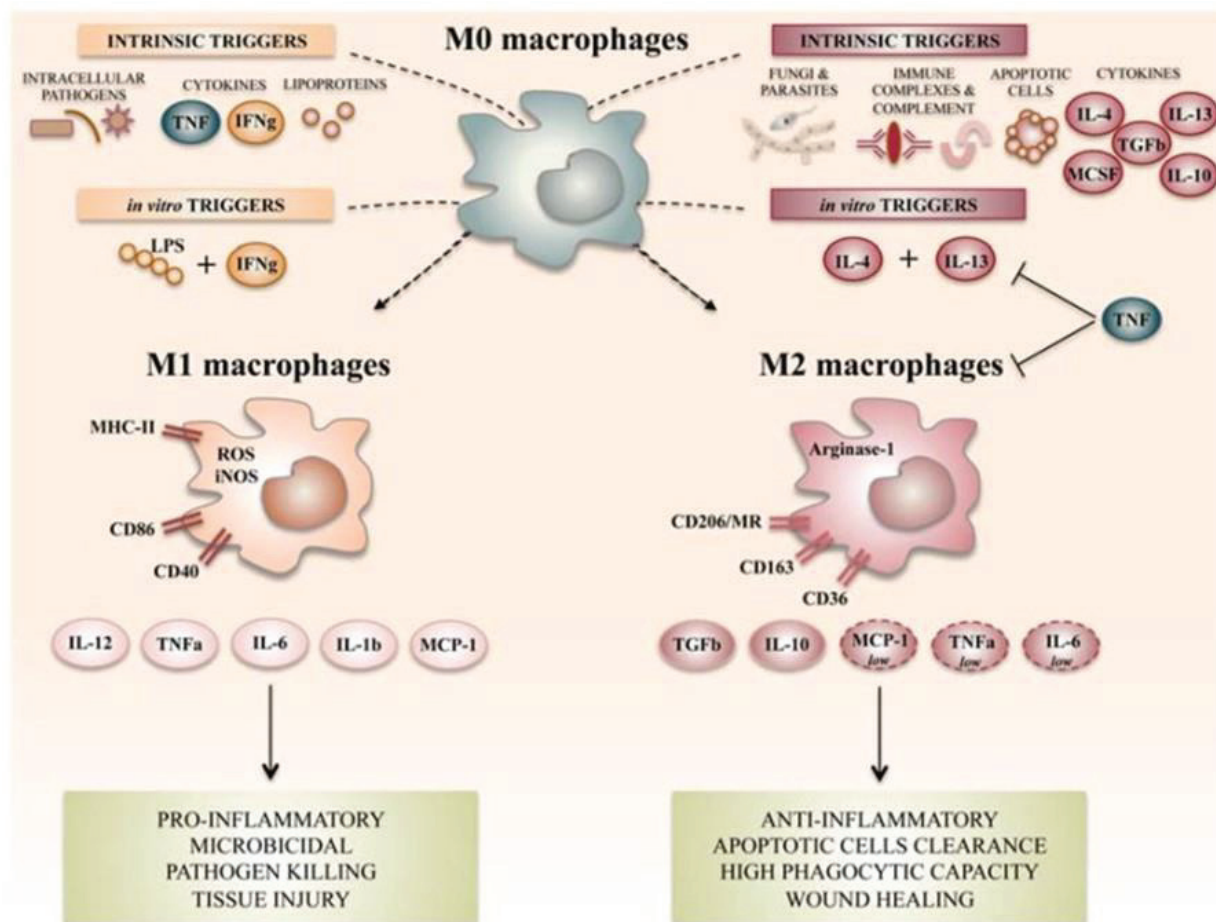 M0 macrophages
INTRINSIC TRIGGERS
INTRACELLULAR
PATHOGENS
CYTOKINES
LIPOPROTEINS
TNF
IFNg
in vitro TRIGGERS
LPS
+
IFNg
INTRINSIC TRIGGERS
FUNGI &
PARASITES
IMMUNE
COMPLEXES &
COMPLEMENT
APOPTOTIC
CELLS
CYTOKINES
IL-4
IL-13
TGFb
MCSF
IL-10
in vitro TRIGGERS
IL-4
+
IL-13
TNF
M1 macrophages
MHC-II
ROS
iNOS
CD86
CD40
IL-12
TNFa
IL-6
IL-1b
MCP-1
PRO-INFLAMMATORY
MICROBICIDAL
PATHOGEN KILLING
TISSUE INJURY
M2 macrophages
Arginase-1
CD206/MR
CD163
CD36
TGFb
IL-10
MCP-1
low
TNFa
low
IL-6
low
ANTI-INFLAMMATORY
APOPTOTIC CELLS CLEARANCE
HIGH PHAGOCYTIC CAPACITY
WOUND HEALING